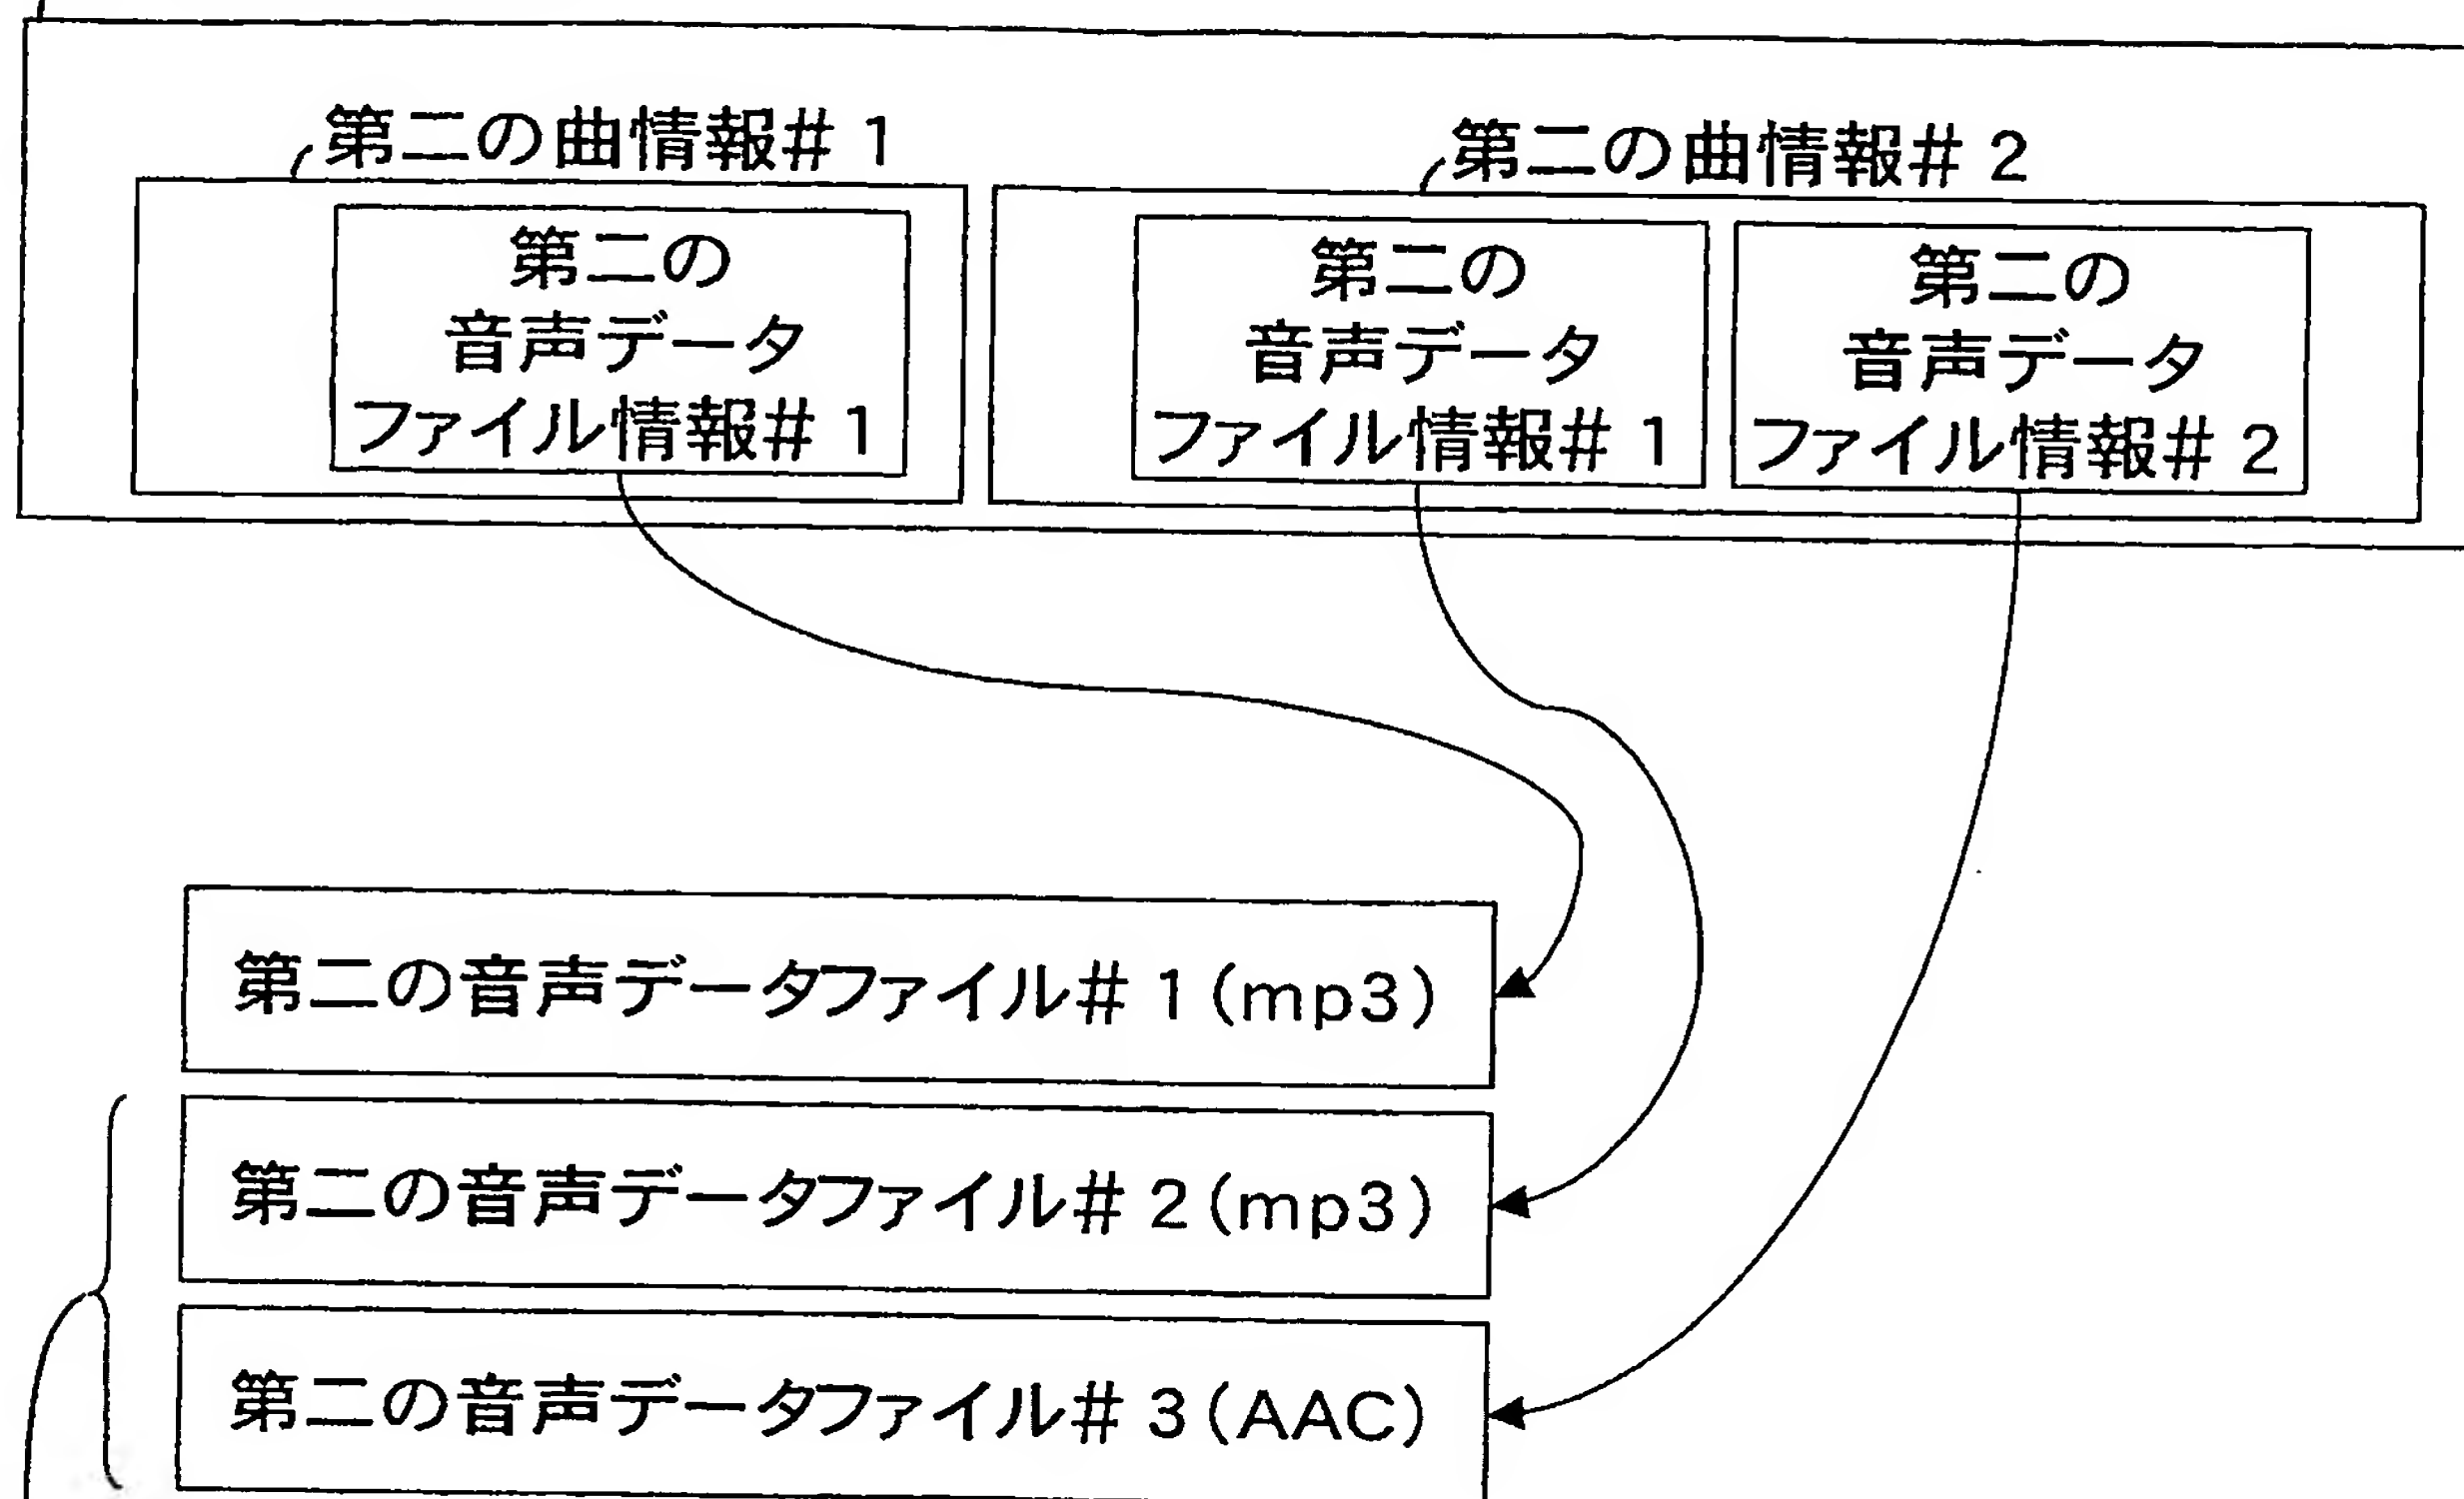 第二の曲情報＃1
第二の曲情報＃2
第二の
音声データ
ファイル情報＃1
第二の
音声データ
ファイル情報＃1
第二の
音声データ
ファイル情報＃2
第二の音声データファイル＃1(mp3)
第二の音声データファイル＃2(mp3)
第二の音声データファイル＃3(AAC)